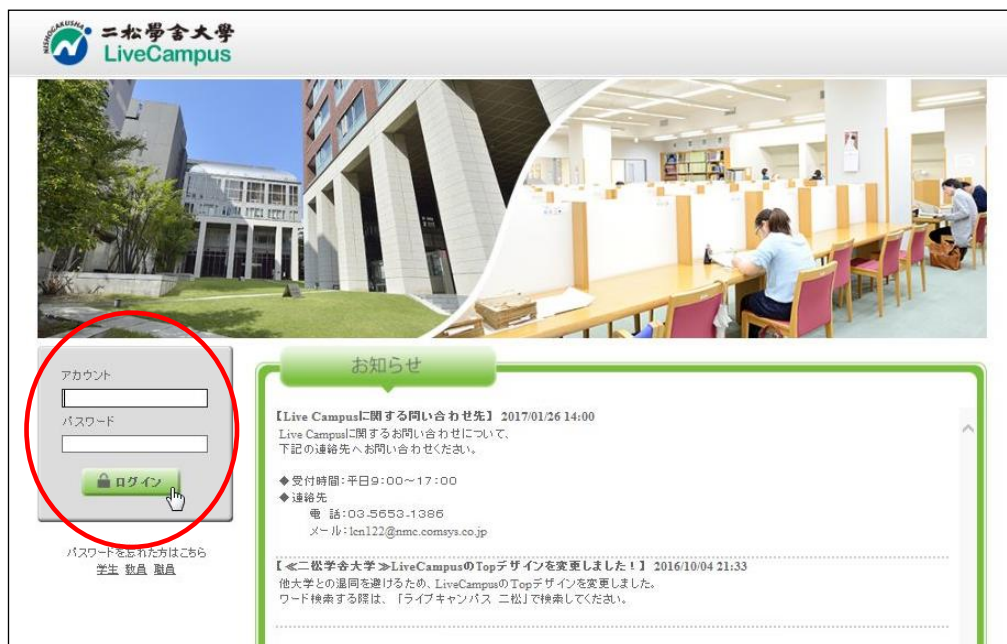 NISHOGAKUSHA
二松學舎大學
LiveCampus
アカウント
パスワード
ログイン
パスワードを忘れた方はこちら
学生 教員 職員
お知らせ
【Live Campusに関する問い合わせ先】 2017/01/26 14:00
Live Campusに関するお問い合わせについて、
下記の連絡先へお問い合わせください。
◆受付時間:平日9:00～17:00
◆連絡先
電 話:03-5653-1386
メール:lcn122@nmc.comsys.co.jp
【≪二松学舎大学≫LiveCampusのTopデザインを変更しました！】 2016/10/04 21:33
他大学との混同を避けるため、LiveCampusのTopデザインを変更しました。
ワード検索する際は、「ライブキャンパス 二松」で検索してください。